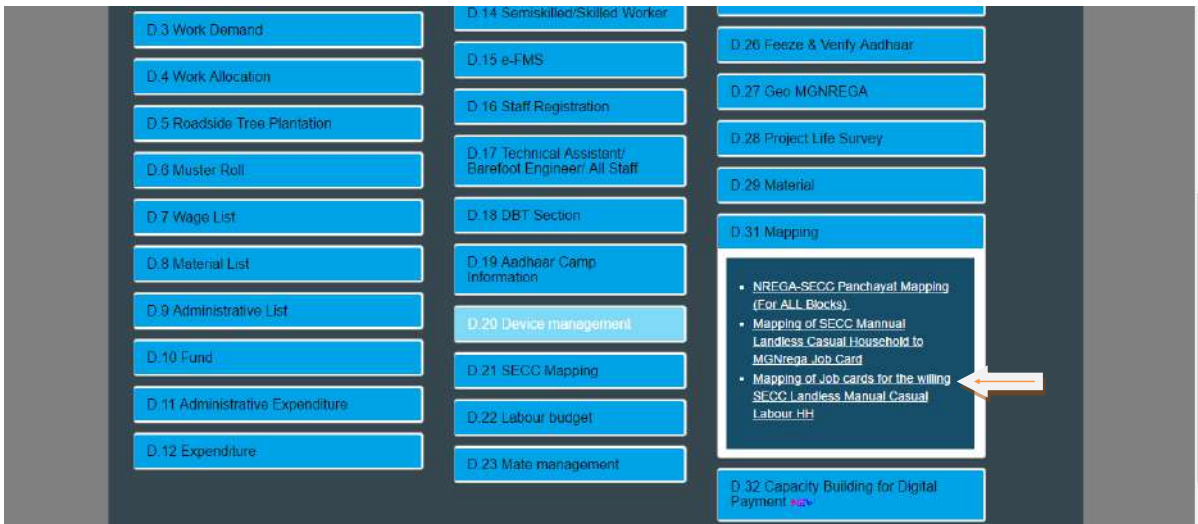 D.3 Work Demand
D.4 Work Allocation
D.5 Roadside Tree Plantation
D.6 Muster Roll
D.7 Wage List
D.8 Material List
D.9 Administrative List
D.10 Fund
D.11 Administrative Expenditure
D.12 Expenditure
D.14 Semiskilled/Skilled Worker
D.15 e-FMS
D.16 Staff Registration
D.17 Technical Assistant/
Barefoot Engineer/ All Staff
D.18 DBT Section
D.19 Aadhaar Camp
Information
D.20 Device management
D.21 SECC Mapping
D.22 Labour budget
D.23 Mate management
D.26 Feeze & Verify Aadhaar
D.27 Geo MGNREGA
D.28 Project Life Survey
D.29 Material
D.31 Mapping
• NREGA-SECC Panchayat Mapping
(For ALL Blocks)
• Mapping of SECC Mannual
Landless Casual Household to
MGNrega Job Card
• Mapping of Job cards for the willing
SECC Landless Manual Casual
Labour HH
D.32 Capacity Building for Digital
Payment